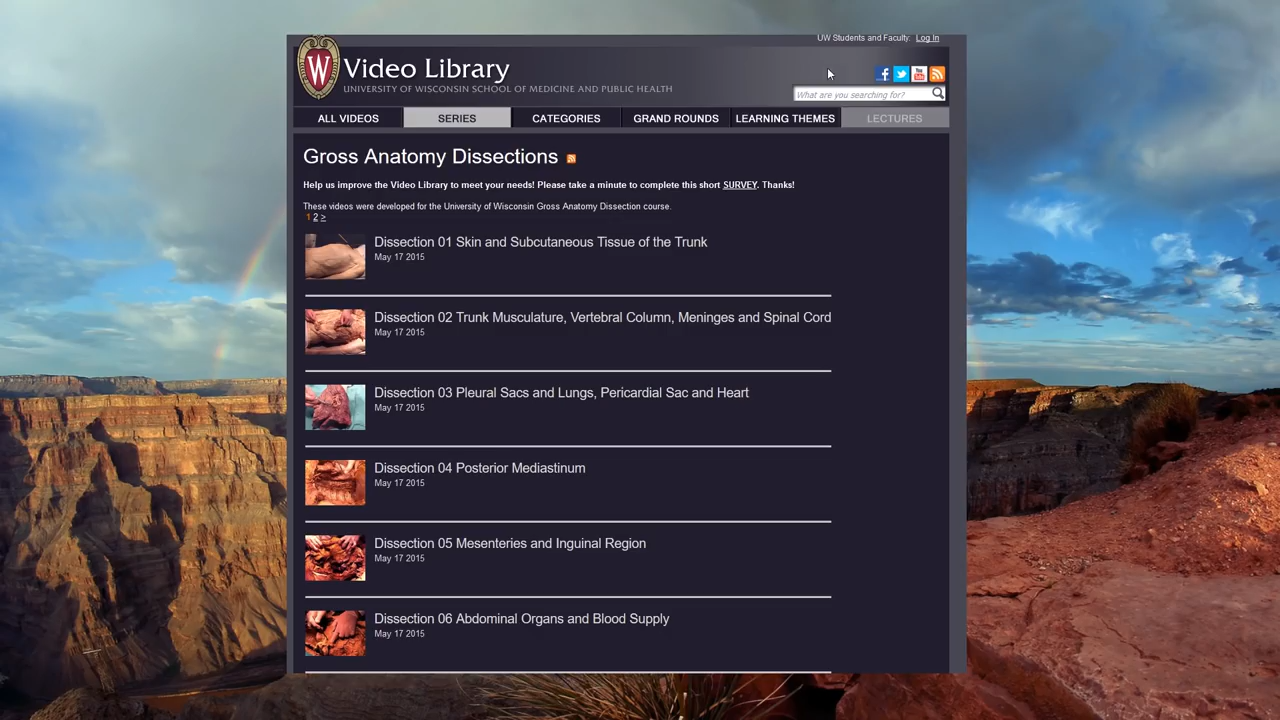 UW Students and Faculty: Log In
W Video Library
UNIVERSITY OF WISCONSIN SCHOOL OF MEDICINE AND PUBLIC HEALTH
What are you searching for?
ALL VIDEOS SERIES CATEGORIES GRAND ROUNDS LEARNING THEMES LECTURES
Gross Anatomy Dissections
Help us improve the Video Library to meet your needs! Please take a minute to complete this short SURVEY. Thanks!
These videos were developed for the University of Wisconsin Gross Anatomy Dissection course.
1 2 >
Dissection 01 Skin and Subcutaneous Tissue of the Trunk
May 17 2015
Dissection 02 Trunk Musculature, Vertebral Column, Meninges and Spinal Cord
May 17 2015
Dissection 03 Pleural Sacs and Lungs, Pericardial Sac and Heart
May 17 2015
Dissection 04 Posterior Mediastinum
May 17 2015
Dissection 05 Mesenteries and Inguinal Region
May 17 2015
Dissection 06 Abdominal Organs and Blood Supply
May 17 2015